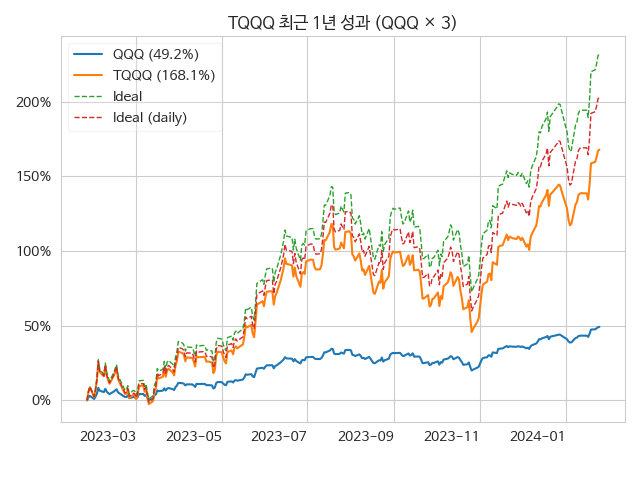 TQQQ 최근 1년 성과 (QQQ × 3)
QQQ (49.2%)
TQQQ (168.1%)
Ideal
Ideal (daily)
200%
150%
100%
50%
0%
2023−03 2023−05 2023−07 2023−09 2023−11 2024−01